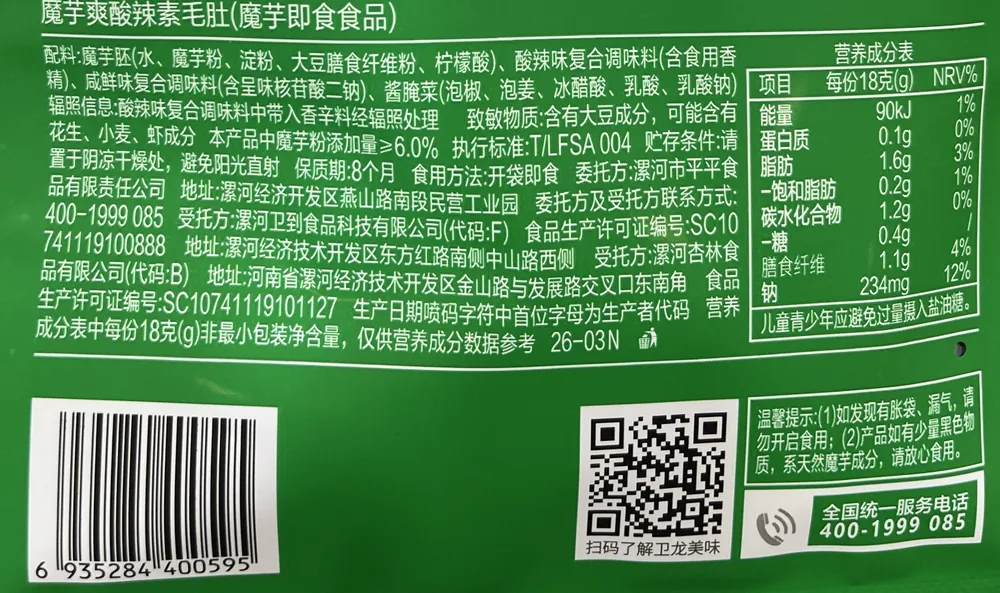 魔芋爽酸辣素毛肚(魔芋即食食品)
配料:魔芋胚(水、魔芋粉、淀粉、大豆膳食纤维粉、柠檬酸)、酸辣味复合调味料(含食用香
精)、咸鲜味复合调味料(含呈味核苷酸二钠)、酱腌菜(泡椒、泡姜、冰醋酸、乳酸、乳酸钠)
辐照信息:酸辣味复合调味料中带入香辛料经辐照处理 致敏物质:含有大豆成分，可能含有
花生、小麦、虾成分 本产品中魔芋粉添加量≥6.0% 执行标准:T/LFSA 004 贮存条件:请
置于阴凉干燥处，避免阳光直射 保质期:8个月 食用方法:开袋即食 委托方:漯河市平平食
品有限责任公司 地址:漯河经济开发区燕山路南段民营工业园 委托方及受托方联系方式:
400-1999 085 受托方:漯河卫到食品科技有限公司(代码:F) 食品生产许可证编号:SC10
741119100888 地址:漯河经济技术开发区东方红路南侧中山路西侧 受托方:漯河杏林食
品有限公司(代码:B) 地址:河南省漯河经济技术开发区金山路与发展路交叉口东南角 食品
生产许可证编号:SC10741119101127 生产日期喷码字符中首位字母为生产者代码 营养
成分表中每份18克(g)非最小包装净含量，仅供营养成分数据参考 26-03N
营养成分表
项目 每份18克(g) NRV%
能量 90kJ 1%
蛋白质 0.1g 0%
脂肪 1.6g 3%
-饱和脂肪 0.2g 1%
碳水化合物 1.2g 0%
-糖 0.4g /
膳食纤维 1.1g 4%
钠 234mg 12%
儿童青少年应避免过量摄入盐油糖。
6 935284 400595
扫码了解卫龙美味
温馨提示:(1)如发现有胀袋、漏气，请
勿开启食用；(2)产品如有少量黑色物
质，系天然魔芋成分，请放心食用。
全国统一服务电话
400-1999 085